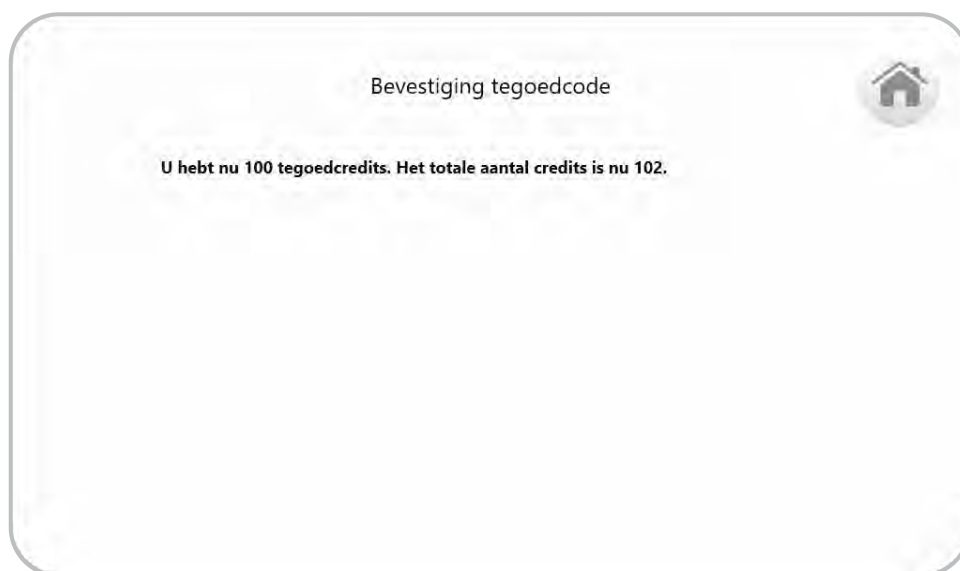 Bevestiging tegoedcode
U hebt nu 100 tegoedcredits. Het totale aantal credits is nu 102.